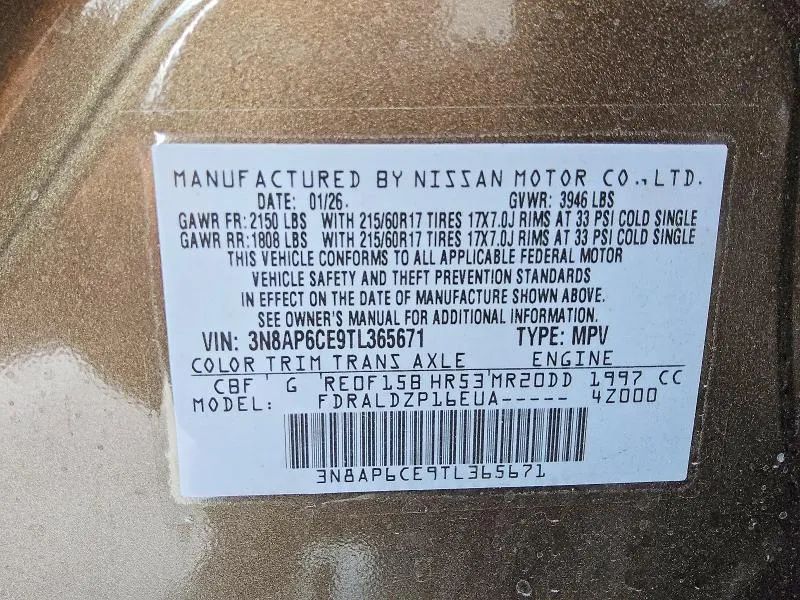 MANUFACTURED BY NISSAN MOTOR CO.,LTD.
DATE: 01/26. GVWR: 3946 LBS
GAWR FR: 2150 LBS WITH 215/60R17 TIRES 17X7.0J RIMS AT 33 PSI COLD SINGLE
GAWR RR: 1808 LBS WITH 215/60R17 TIRES 17X7.0J RIMS AT 33 PSI COLD SINGLE
THIS VEHICLE CONFORMS TO ALL APPLICABLE FEDERAL MOTOR
VEHICLE SAFETY AND THEFT PREVENTION STANDARDS
IN EFFECT ON THE DATE OF MANUFACTURE SHOWN ABOVE.
SEE OWNER'S MANUAL FOR ADDITIONAL INFORMATION.
VIN: 3N8AP6CE9TL365671 TYPE: MPV
COLOR TRIM TRANS AXLE ENGINE
CBF G RE0F15B HR53 MR20DD 1997 CC
MODEL: FDRALDZP16EUA----- 4Z000
3N8AP6CE9TL365671